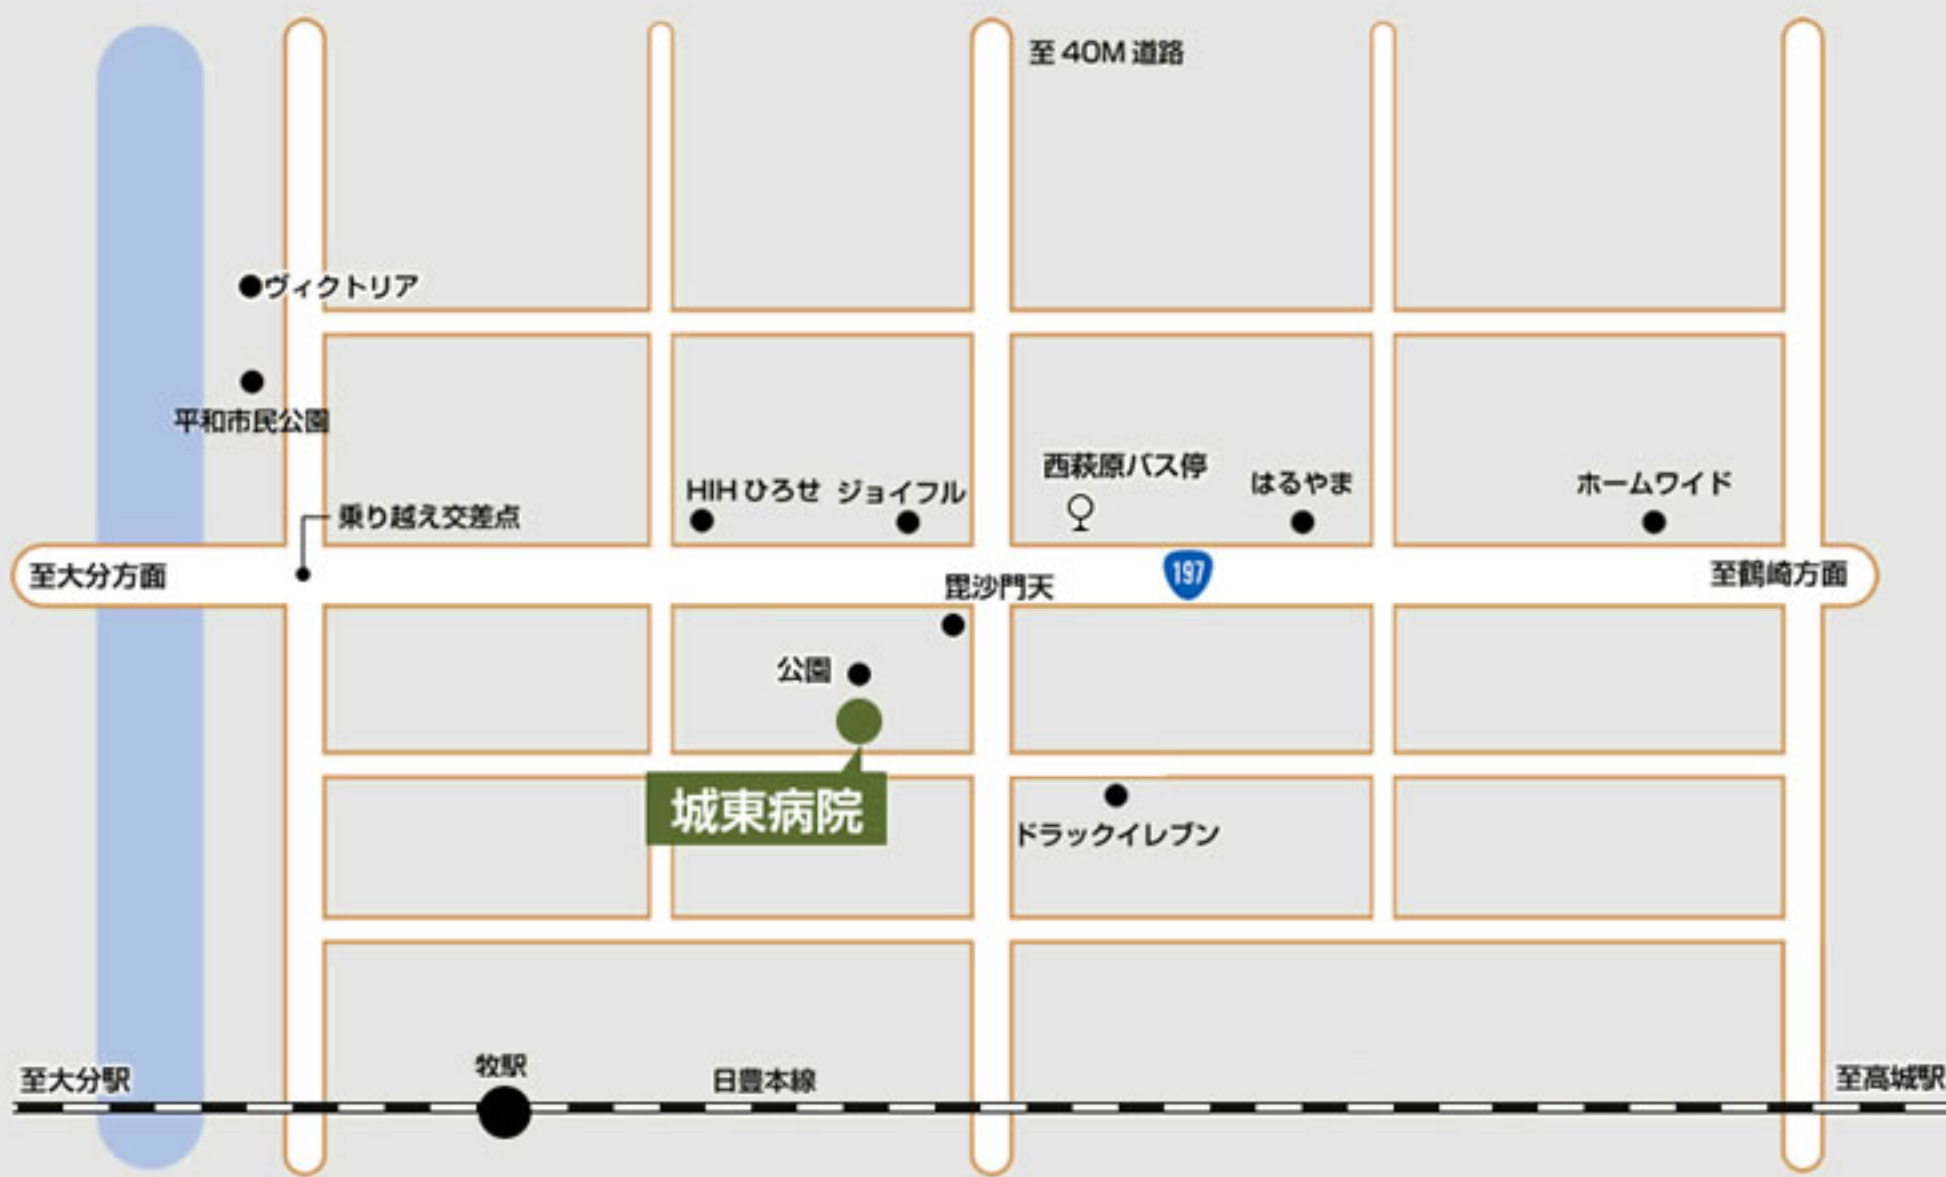 至 40M 道路
ヴィクトリア
平和市民公園
西萩原バス停
HIHひろせ
ジョイフル
はるやま
ホームワイド
乗り越え交差点
至大分方面
197
至鶴崎方面
毘沙門天
公園
城東病院
ドラックイレブン
牧駅
至大分駅
日豊本線
至高城駅